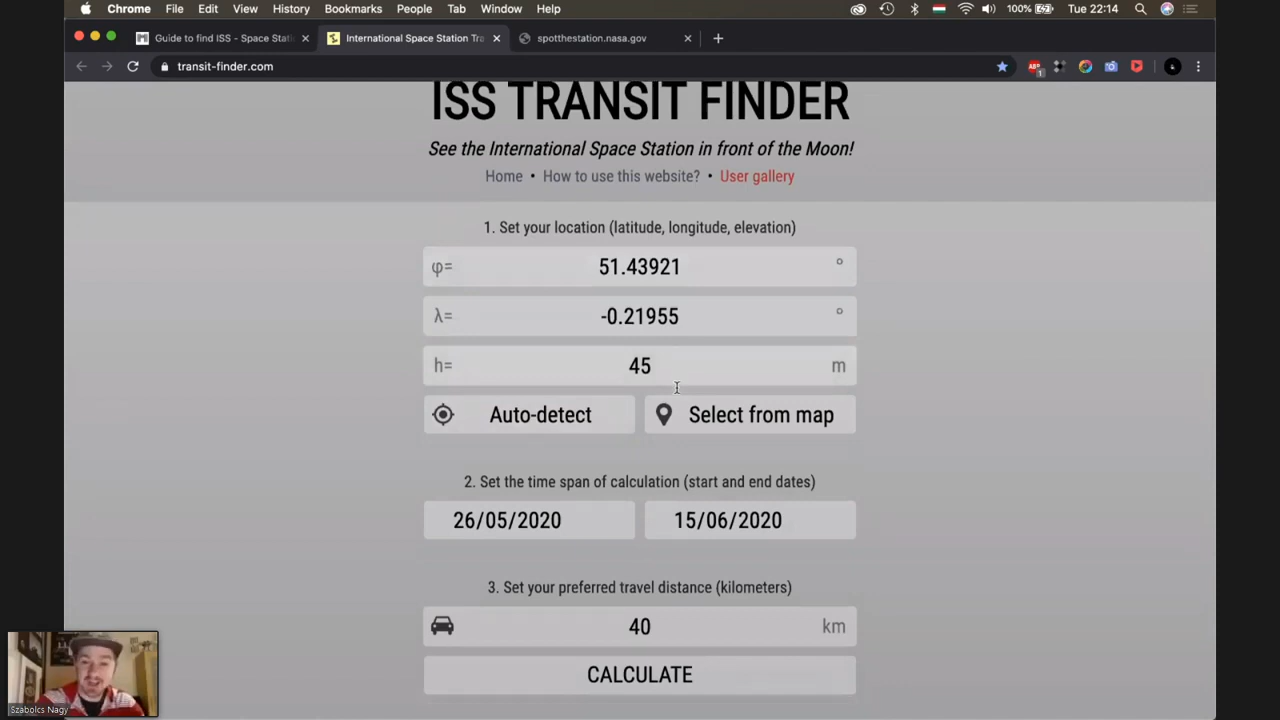 Chrome File Edit View History Bookmarks People Tab Window Help 100% Tue 22:14
Guide to find ISS - Space Stati International Space Station Tra spotthestation.nasa.gov
transit-finder.com ABP 1
ISS TRANSIT FINDER
See the International Space Station in front of the Moon!
Home • How to use this website? • User gallery
1. Set your location (latitude, longitude, elevation)
φ= 51.43921 °
λ= -0.21955 °
h= 45 m
Auto-detect Select from map
2. Set the time span of calculation (start and end dates)
26/05/2020 15/06/2020
3. Set your preferred travel distance (kilometers)
40 km
CALCULATE
Szabolcs Nagy